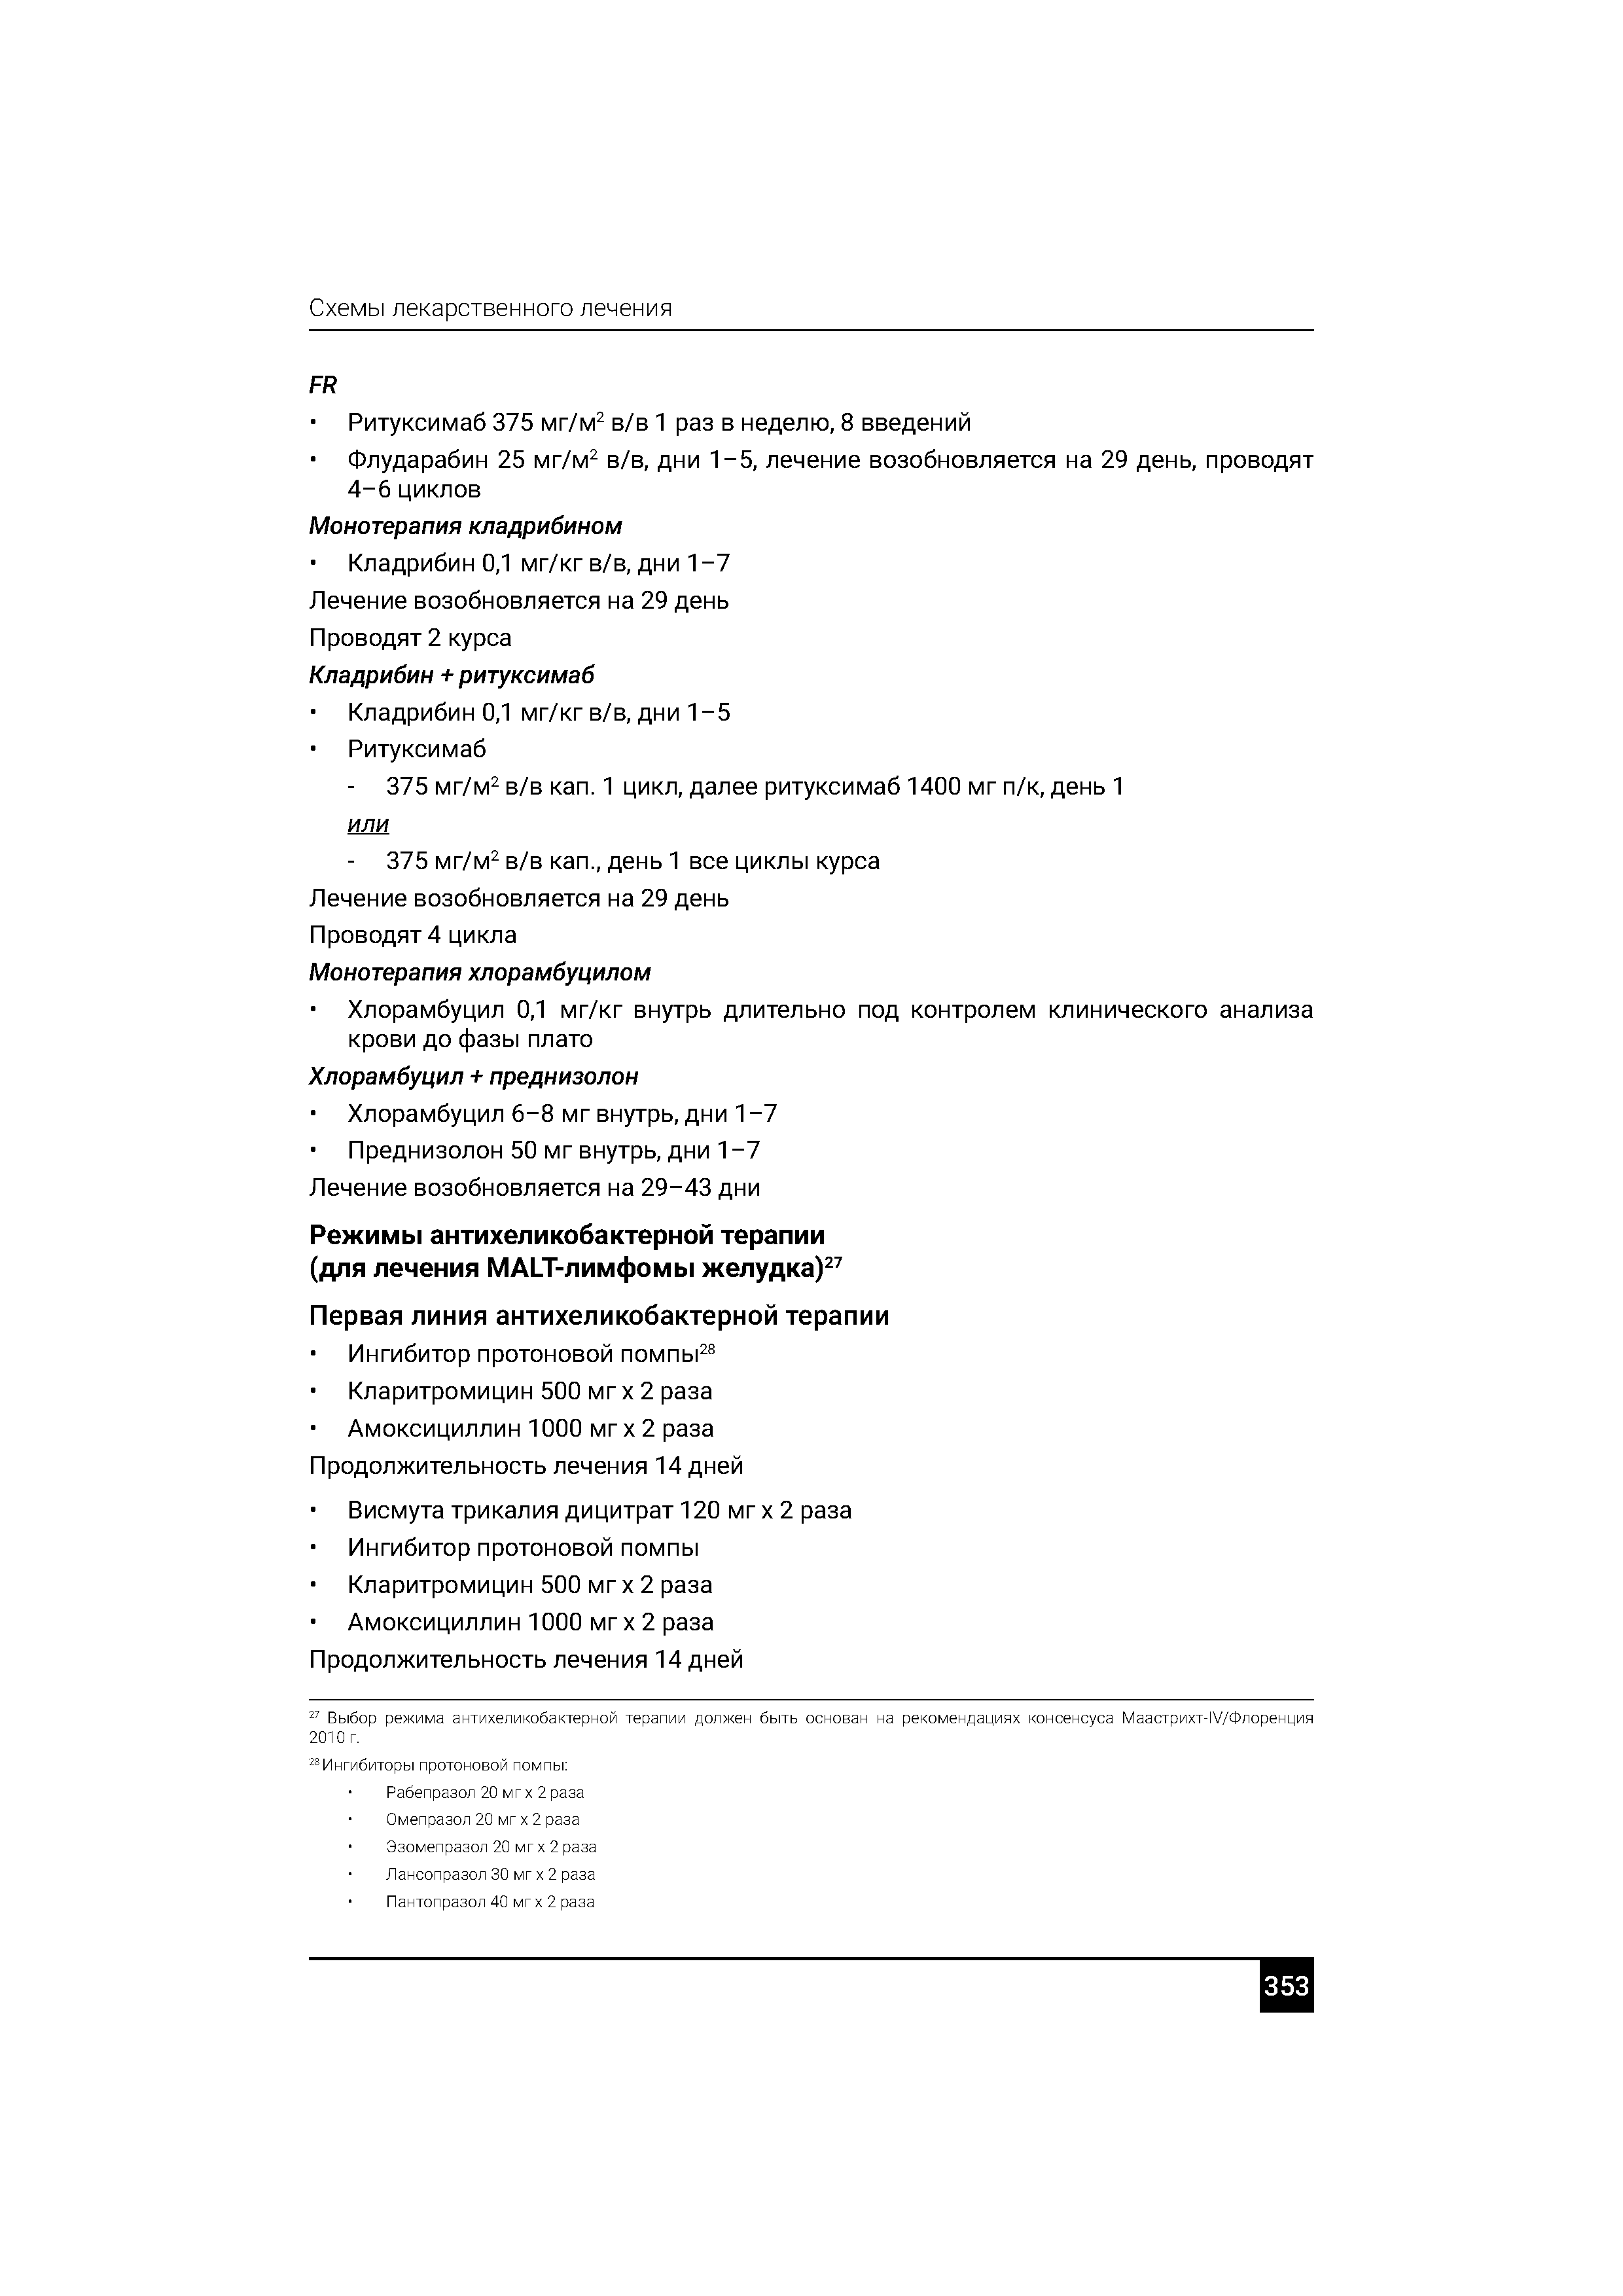 Схемы лекарственного лечения
FR
• Ритуксимаб 375 мг/м² в/в 1 раз в неделю, 8 введений
• Флударабин 25 мг/м² в/в, дни 1–5, лечение возобновляется на 29 день, проводят
4–6 циклов
Монотерапия кладрибином
• Кладрибин 0,1 мг/кг в/в, дни 1–7
Лечение возобновляется на 29 день
Проводят 2 курса
Кладрибин + ритуксимаб
• Кладрибин 0,1 мг/кг в/в, дни 1–5
• Ритуксимаб
- 375 мг/м² в/в кап. 1 цикл, далее ритуксимаб 1400 мг п/к, день 1
или
- 375 мг/м² в/в кап., день 1 все циклы курса
Лечение возобновляется на 29 день
Проводят 4 цикла
Монотерапия хлорамбуцилом
• Хлорамбуцил 0,1 мг/кг внутрь длительно под контролем клинического анализа
крови до фазы плато
Хлорамбуцил + преднизолон
• Хлорамбуцил 6–8 мг внутрь, дни 1–7
• Преднизолон 50 мг внутрь, дни 1–7
Лечение возобновляется на 29–43 дни
Режимы антихеликобактерной терапии
(для лечения MALT-лимфомы желудка)²⁷
Первая линия антихеликобактерной терапии
• Ингибитор протоновой помпы²⁸
• Кларитромицин 500 мг х 2 раза
• Амоксициллин 1000 мг х 2 раза
Продолжительность лечения 14 дней
• Висмута трикалия дицитрат 120 мг х 2 раза
• Ингибитор протоновой помпы
• Кларитромицин 500 мг х 2 раза
• Амоксициллин 1000 мг х 2 раза
Продолжительность лечения 14 дней
²⁷ Выбор режима антихеликобактерной терапии должен быть основан на рекомендациях консенсуса Маастрихт-IV/Флоренция
2010 г.
²⁸ Ингибиторы протоновой помпы:
• Рабепразол 20 мг х 2 раза
• Омепразол 20 мг х 2 раза
• Эзомепразол 20 мг х 2 раза
• Лансопразол 30 мг х 2 раза
• Пантопразол 40 мг х 2 раза
353